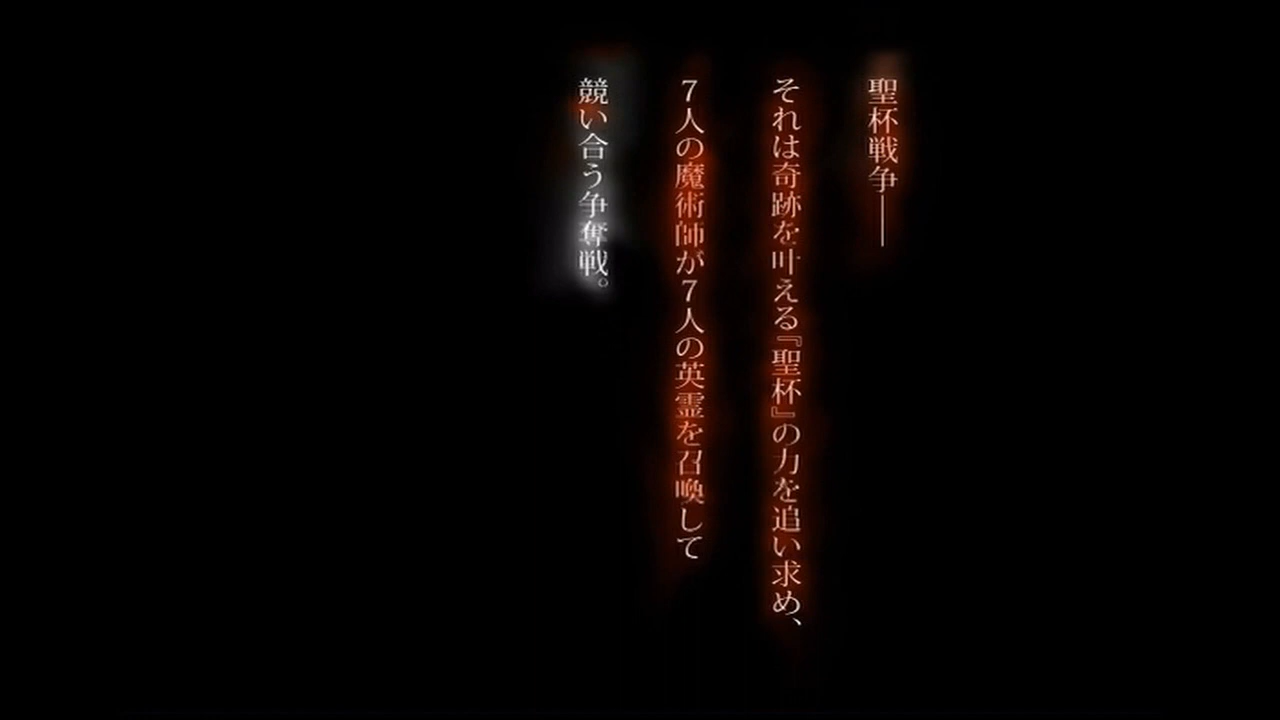 聖杯戦争――
それは奇跡を叶える『聖杯』の力を追い求め、
7人の魔術師が7人の英霊を召喚して
競い合う争奪戦。